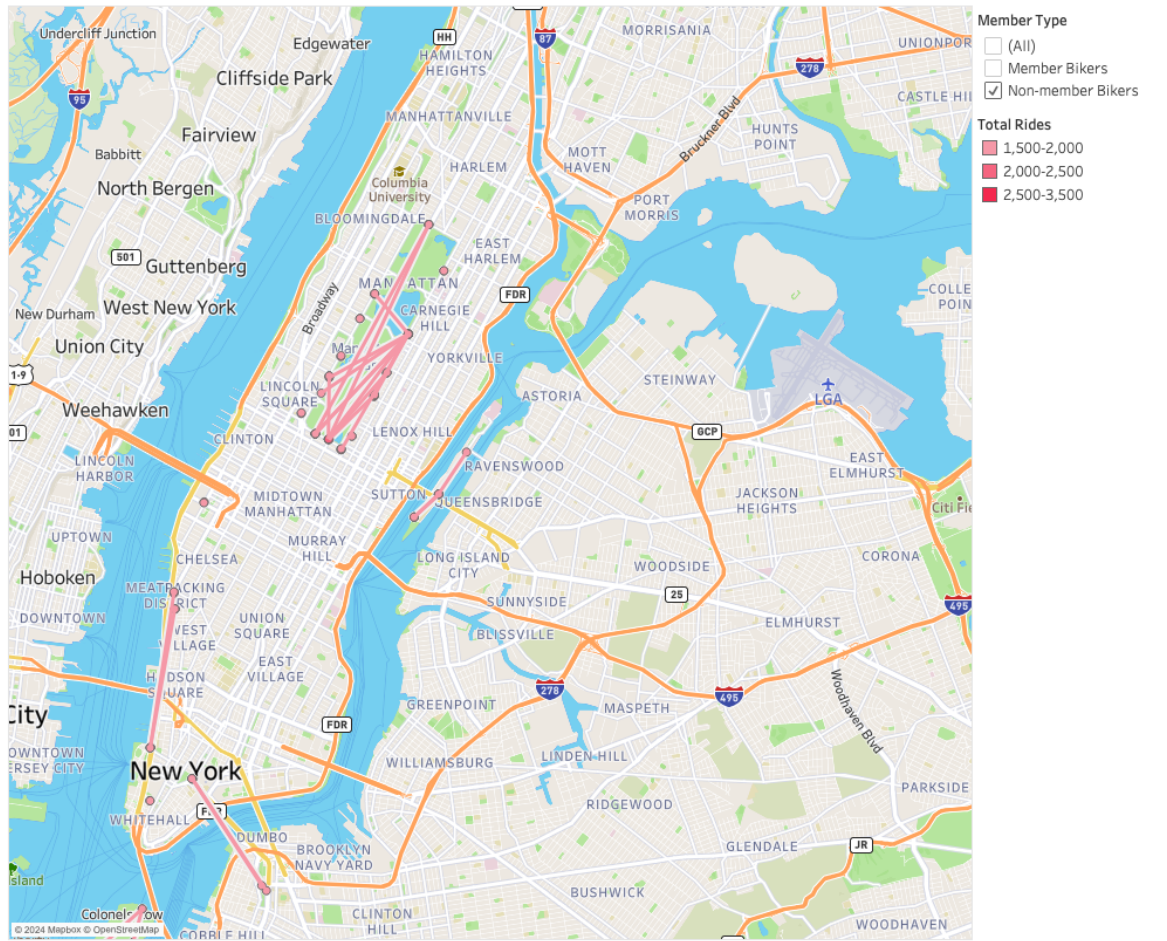 Undercliff Junction
Edgewater
HH
87
MORRISANIA
UNIONPOR
HAMILTON
HEIGHTS
278
Cliffside Park
95
CASTLE HIL
MANHATTANVILLE
Bruckner Blvd
Fairview
HUNTS
POINT
Babbitt
HARLEM
MOTT
HAVEN
Columbia
University
North Bergen
PORT
MORRIS
BLOOMINGDALE
501
EAST
HARLEM
Guttenberg
MANHATTAN
COLLE
POIN
FDR
West New York
New Durham
Broadway
CARNEGIE
HILL
Union City
YORKVILLE
1-9
LINCOLN
SQUARE
STEINWAY
LGA
ASTORIA
Weehawken
01
CLINTON
LENOX HILL
GCP
LINCOLN
HARBOR
RAVENSWOOD
EAST
ELMHURST
MIDTOWN
MANHATTAN
SUTTON
QUEENSBRIDGE
JACKSON
HEIGHTS
Citi Fie
UPTOWN
MURRAY
HILL
CHELSEA
LONG ISLAND
CITY
CORONA
WOODSIDE
Hoboken
MEATPACKING
DISTRICT
25
SUNNYSIDE
495
DOWNTOWN
UNION
SQUARE
WEST
VILLAGE
BLISSVILLE
ELMHURST
EAST
VILLAGE
HUDSON
SQUARE
278
495
Woodhaven Blvd
GREENPOINT
MASPETH
City
FDR
OWNTOWN
ERSEY CITY
WILLIAMSBURG
LINDEN HILL
New York
PARKSIDE
RIDGEWOOD
WHITEHALL
DUMBO
BROOKLYN
NAVY YARD
GLENDALE
JR
Island
BUSHWICK
CLINTON
HILL
WOODHAVEN
COBBLE HILL
© 2024 Mapbox © OpenStreetMap
Member Type
(All)
Member Bikers
Non-member Bikers
Total Rides
1,500-2,000
2,000-2,500
2,500-3,500